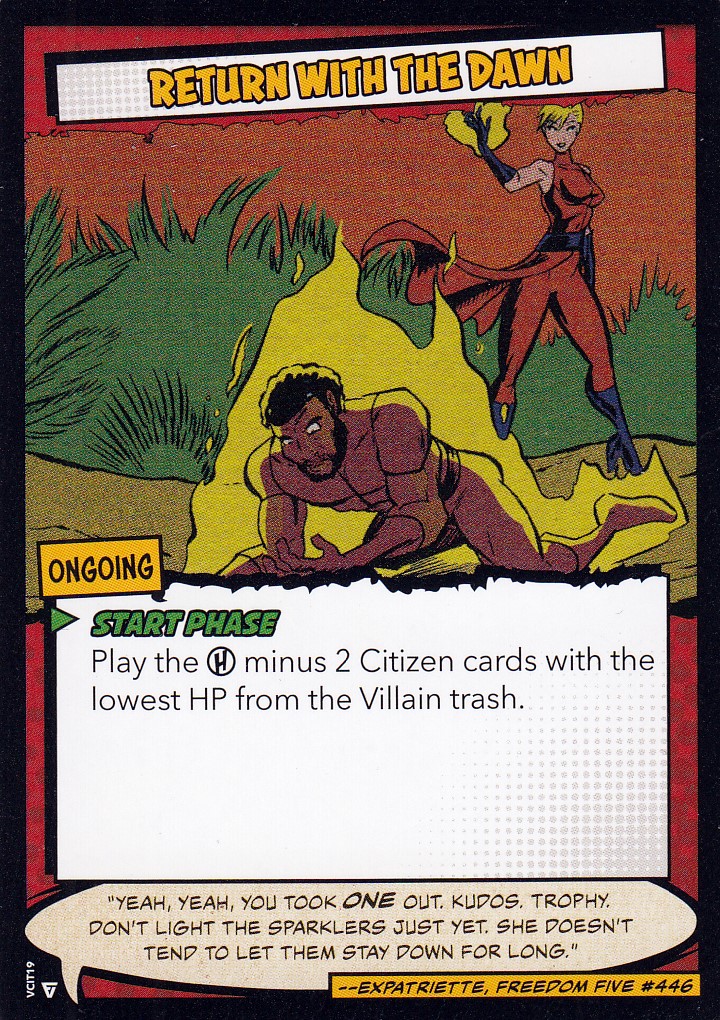 RETURN WITH THE DAWN
ONGOING
START PHASE
Play the Ⓗ minus 2 Citizen cards with the
lowest HP from the Villain trash.
"YEAH, YEAH, YOU TOOK ONE OUT. KUDOS. TROPHY.
DON'T LIGHT THE SPARKLERS JUST YET. SHE DOESN'T
TEND TO LET THEM STAY DOWN FOR LONG."
--EXPATRIETTE, FREEDOM FIVE #446
VCIT19